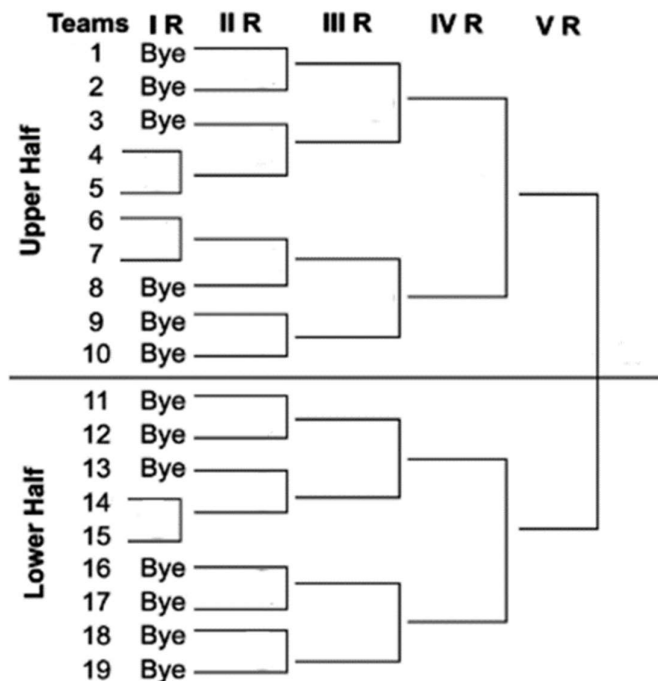 Teams I R II R III R IV R V R
1 Bye
2 Bye
3 Bye
4
5
6
7
8 Bye
9 Bye
10 Bye
Upper Half
11 Bye
12 Bye
13 Bye
14
15
16 Bye
17 Bye
18 Bye
19 Bye
Lower Half